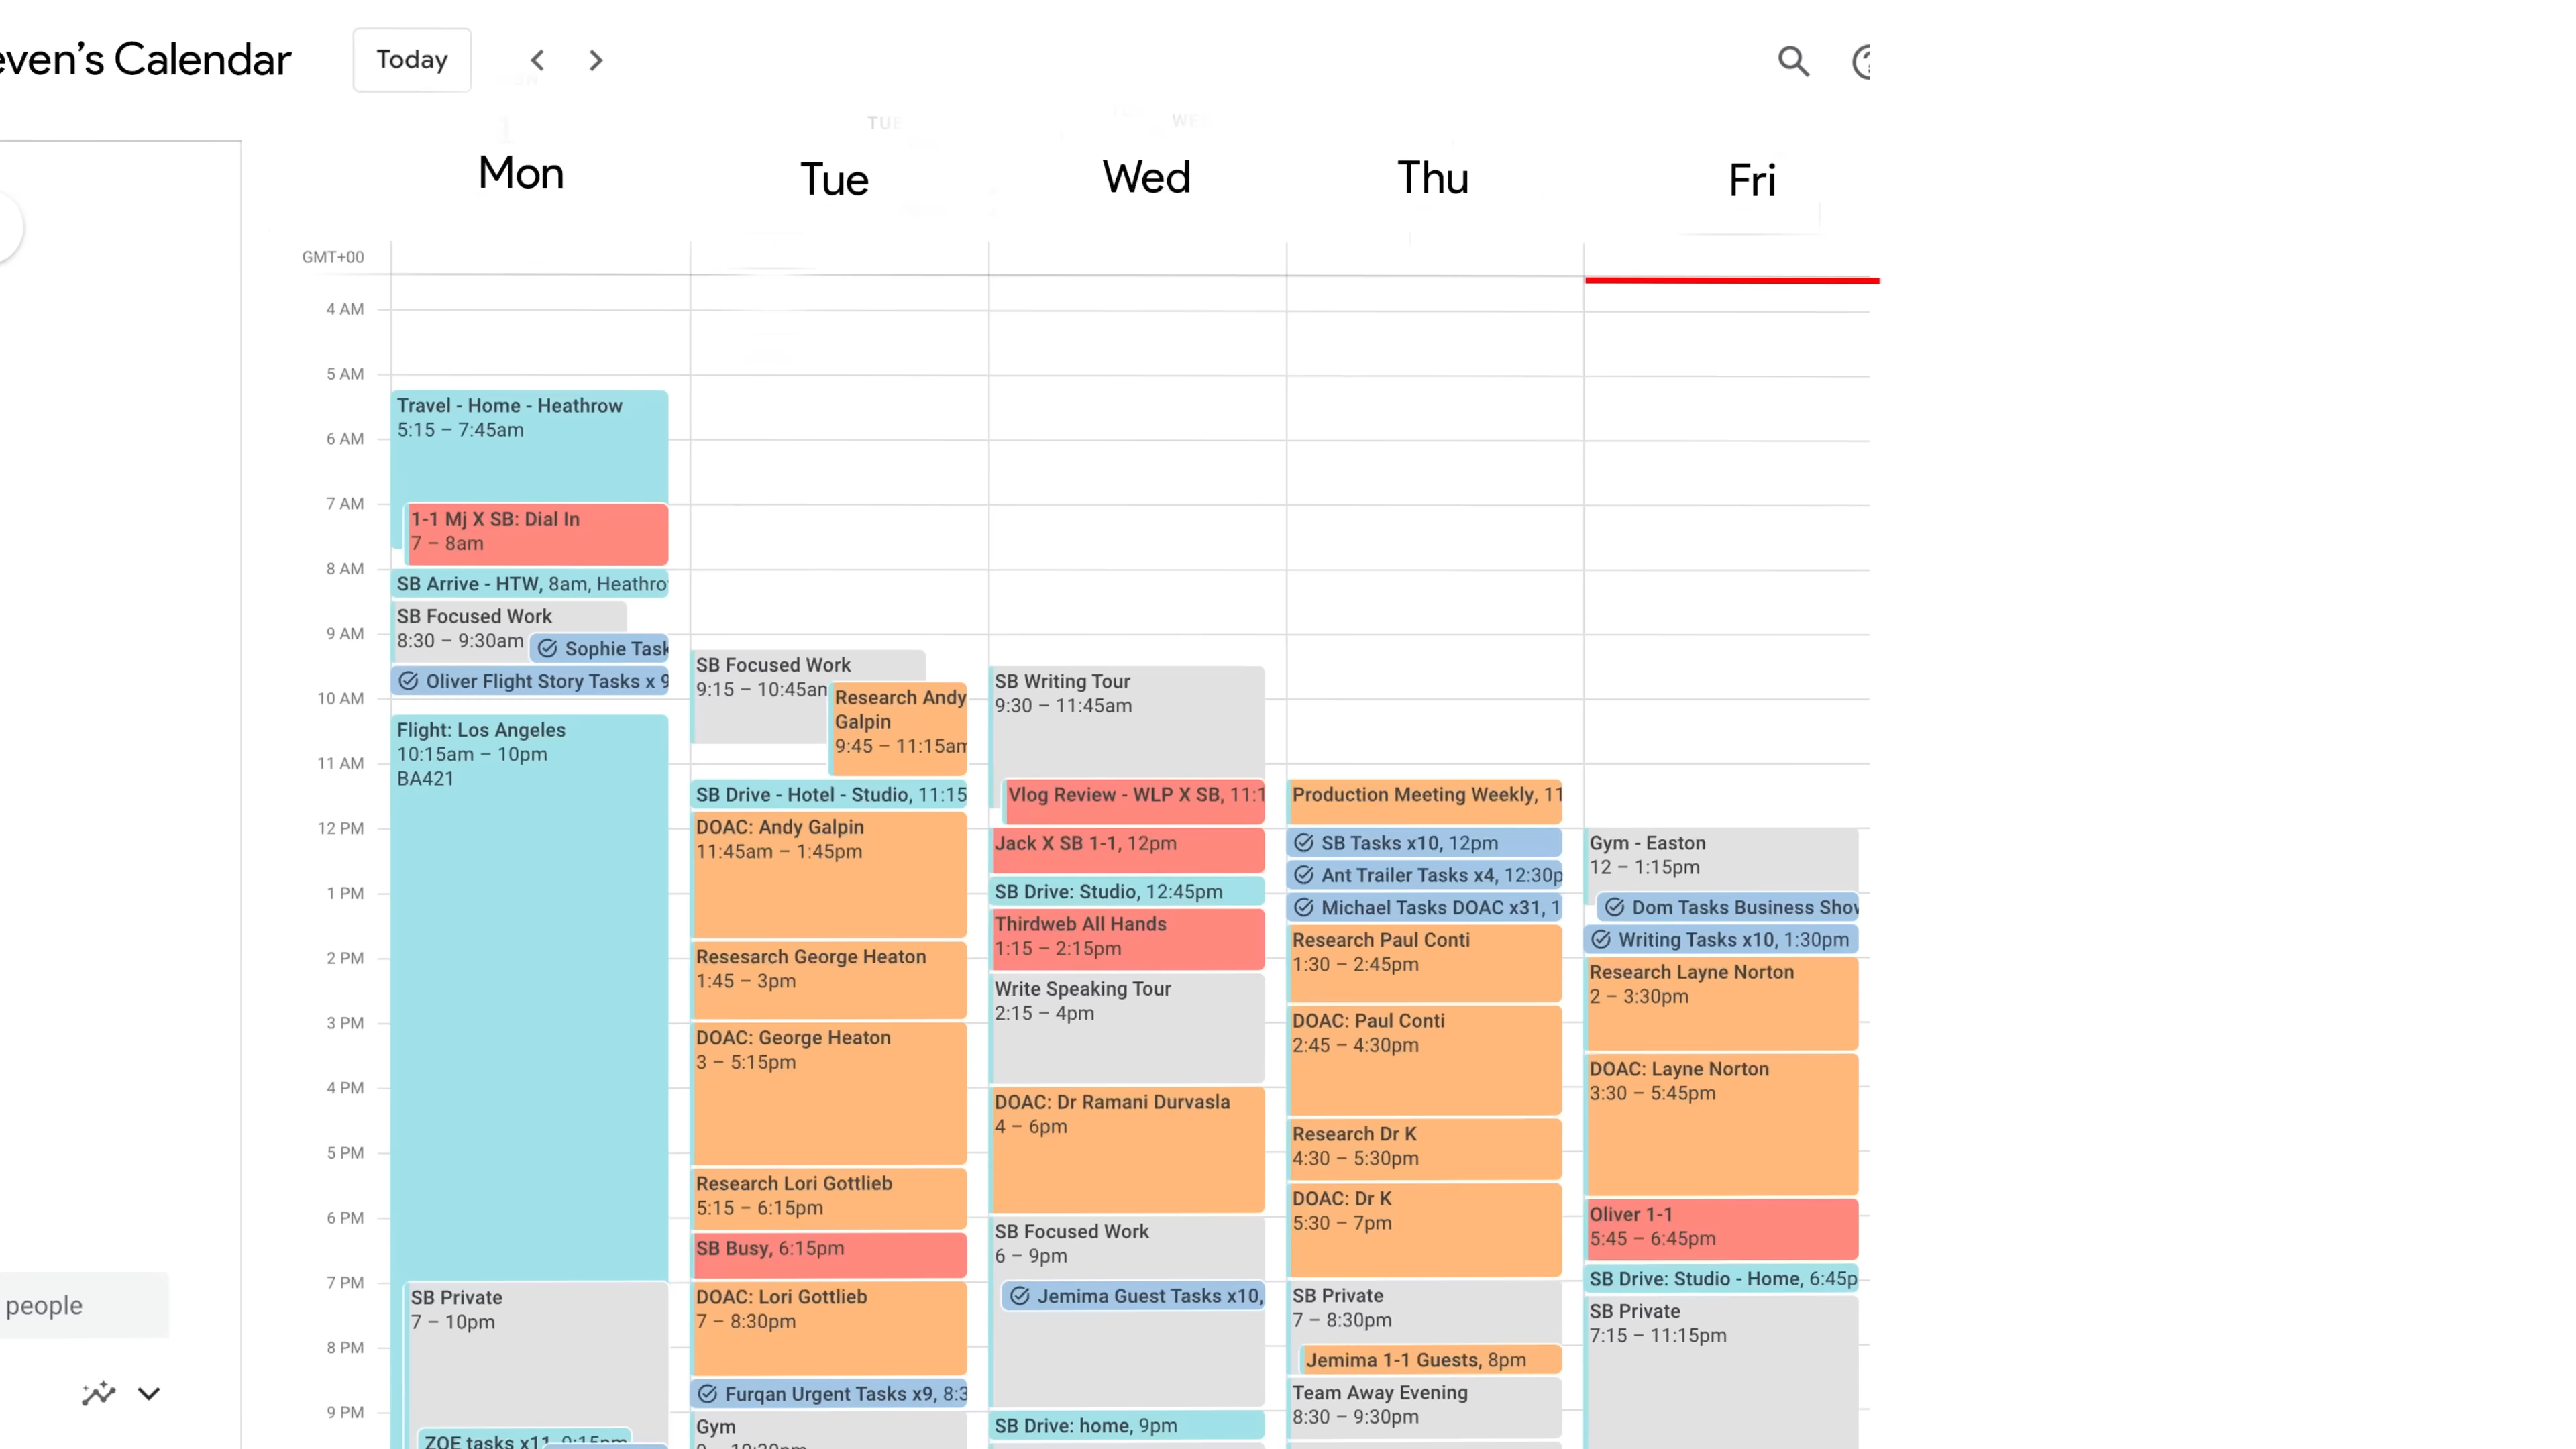 even's Calendar
Today
TUE
Mon
Tue
Wed
Thu
Fri
GMT+00
4 AM
5 AM
6 AM
7 AM
8 AM
9 AM
10 AM
11 AM
12 PM
1 PM
2 PM
3 PM
4 PM
5 PM
6 PM
7 PM
8 PM
9 PM
Travel - Home - Heathrow
5:15 – 7:45am
1-1 Mj X SB: Dial In
7 – 8am
SB Arrive - HTW, 8am, Heathro
SB Focused Work
8:30 – 9:30am
Sophie Task
Oliver Flight Story Tasks x 9
Flight: Los Angeles
10:15am – 10pm
BA421
SB Private
7 – 10pm
ZOE tasks x11, 9:15pm
SB Focused Work
9:15 – 10:45am
Research Andy
Galpin
9:45 – 11:15am
SB Drive - Hotel - Studio, 11:15
DOAC: Andy Galpin
11:45am – 1:45pm
Resesarch George Heaton
1:45 – 3pm
DOAC: George Heaton
3 – 5:15pm
Research Lori Gottlieb
5:15 – 6:15pm
SB Busy, 6:15pm
DOAC: Lori Gottlieb
7 – 8:30pm
Furqan Urgent Tasks x9, 8:3
Gym
SB Writing Tour
9:30 – 11:45am
Vlog Review - WLP X SB, 11:1
Jack X SB 1-1, 12pm
SB Drive: Studio, 12:45pm
Thirdweb All Hands
1:15 – 2:15pm
Write Speaking Tour
2:15 – 4pm
DOAC: Dr Ramani Durvasla
4 – 6pm
SB Focused Work
6 – 9pm
Jemima Guest Tasks x10,
SB Drive: home, 9pm
Production Meeting Weekly, 11
SB Tasks x10, 12pm
Ant Trailer Tasks x4, 12:30p
Michael Tasks DOAC x31, 1
Research Paul Conti
1:30 – 2:45pm
DOAC: Paul Conti
2:45 – 4:30pm
Research Dr K
4:30 – 5:30pm
DOAC: Dr K
5:30 – 7pm
SB Private
7 – 8:30pm
Jemima 1-1 Guests, 8pm
Team Away Evening
8:30 – 9:30pm
Gym - Easton
12 – 1:15pm
Dom Tasks Business Show
Writing Tasks x10, 1:30pm
Research Layne Norton
2 – 3:30pm
DOAC: Layne Norton
3:30 – 5:45pm
Oliver 1-1
5:45 – 6:45pm
SB Drive: Studio - Home, 6:45p
SB Private
7:15 – 11:15pm
people